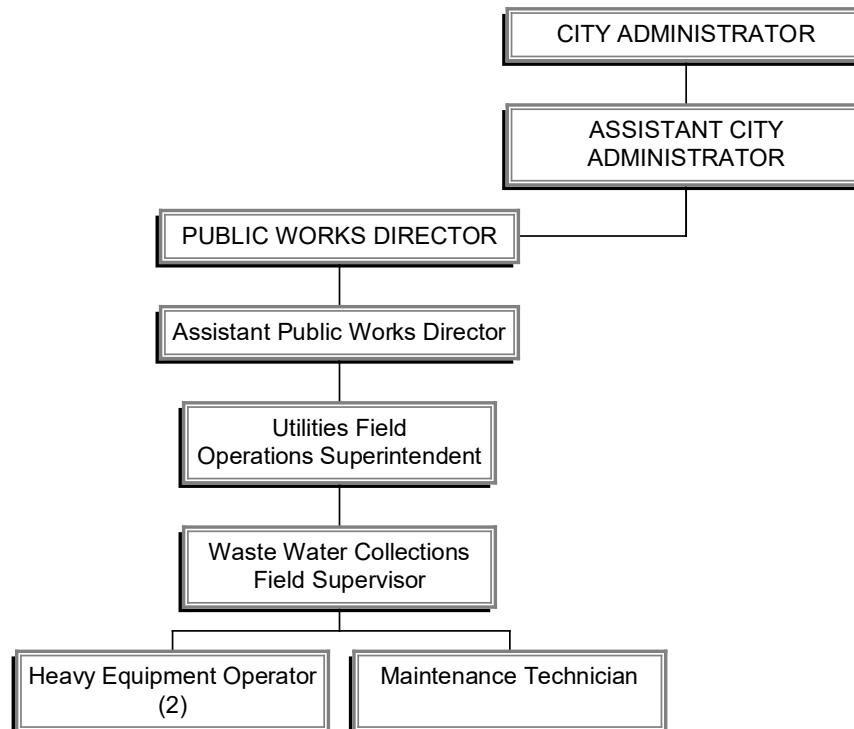 CITY ADMINISTRATOR
ASSISTANT CITY
ADMINISTRATOR
PUBLIC WORKS DIRECTOR
Assistant Public Works Director
Utilities Field
Operations Superintendent
Waste Water Collections
Field Supervisor
Heavy Equipment Operator
(2)
Maintenance Technician